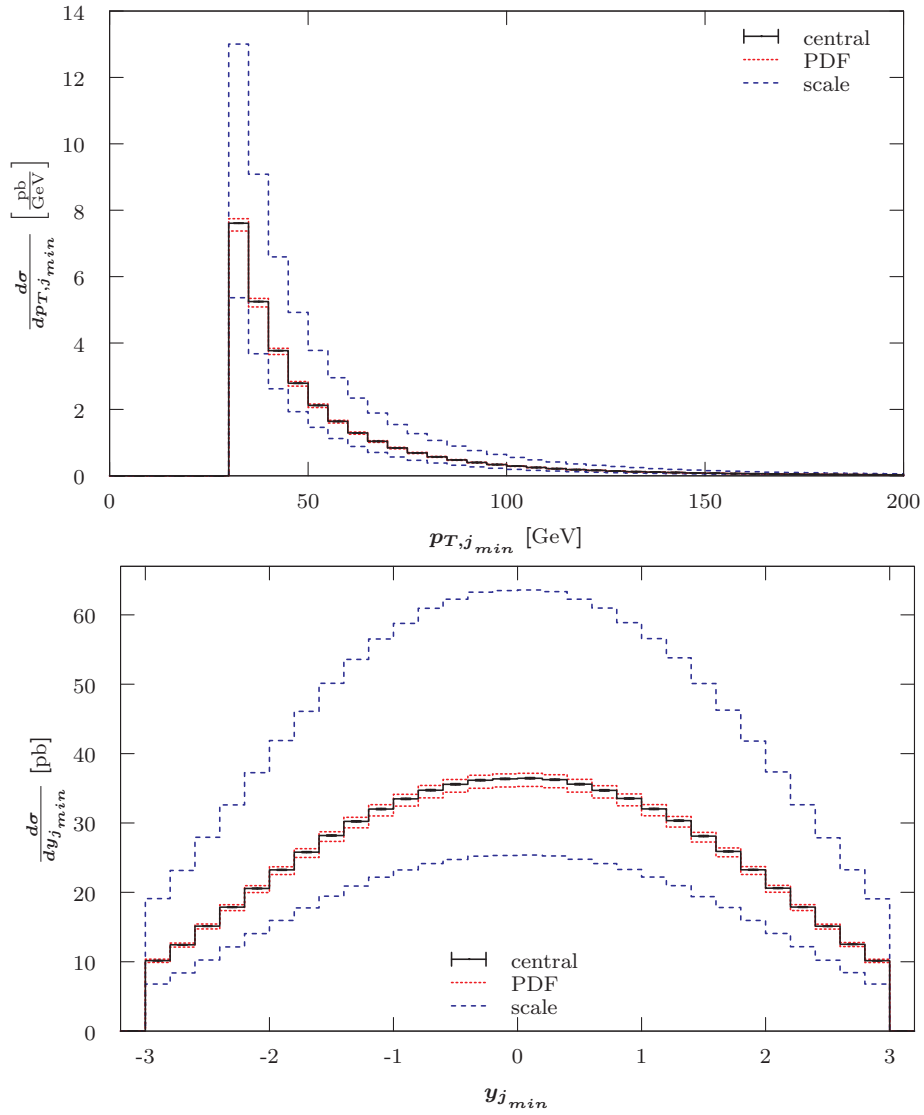 14
12
10
8
6
4
2
0
dσ/dp_{T,j_{min}} [pb/GeV]
central
PDF
scale
0 50 100 150 200
p_{T,j_{min}} [GeV]
60
50
40
30
20
10
0
dσ/dy_{j_{min}} [pb]
central
PDF
scale
-3 -2 -1 0 1 2 3
y_{j_{min}}